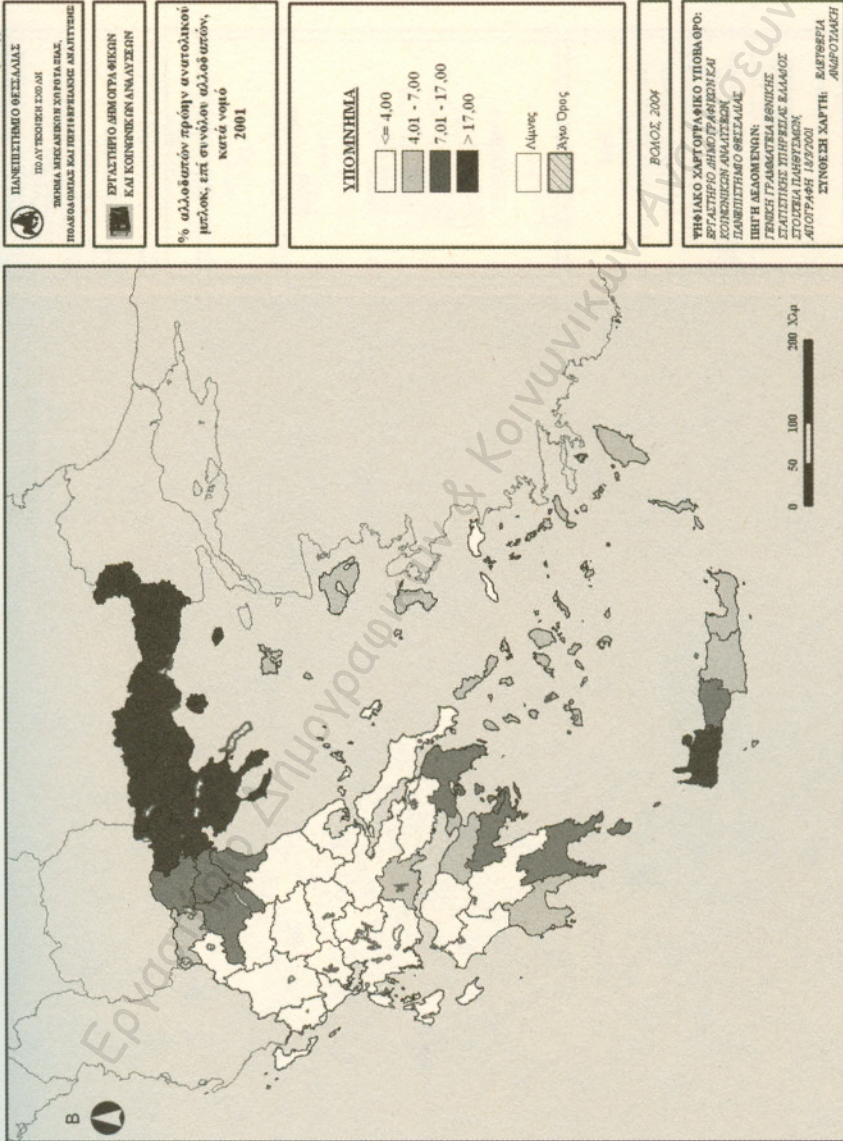 ΠΑΝΕΠΙΣΤΗΜΙΟ ΘΕΣΣΑΛΙΑΣ
ΠΟΛΥΤΕΧΝΙΚΗ ΣΧΟΛΗ
ΤΜΗΜΑ ΜΗΧΑΝΙΚΩΝ ΧΩΡΟΤΑΞΙΑΣ,
ΠΟΛΕΟΔΟΜΙΑΣ ΚΑΙ ΠΕΡΙΦΕΡΕΙΑΚΗΣ ΑΝΑΠΤΥΞΗΣ
ΕΡΓΑΣΤΗΡΙΟ ΔΗΜΟΓΡΑΦΙΚΩΝ
ΚΑΙ ΚΟΙΝΩΝΙΚΩΝ ΑΝΑΛΥΣΕΩΝ
% αλλοδαπών πρώην ανατολικού
μπλοκ, επί συνόλου αλλοδαπών,
κατά νομό
2001
ΥΠΟΜΝΗΜΑ
<= 4,00
4,01 - 7,00
7,01 - 17,00
> 17,00
Λίμνες
Άγιο Όρος
ΒΟΛΟΣ, 2004
ΨΗΦΙΑΚΟ ΧΑΡΤΟΓΡΑΦΙΚΟ ΥΠΟΒΑΘΡΟ:
ΕΡΓΑΣΤΗΡΙΟ ΔΗΜΟΓΡΑΦΙΚΩΝ ΚΑΙ
ΚΟΙΝΩΝΙΚΩΝ ΑΝΑΛΥΣΕΩΝ,
ΠΑΝΕΠΙΣΤΗΜΙΟ ΘΕΣΣΑΛΙΑΣ
ΠΗΓΗ ΔΕΔΟΜΕΝΩΝ:
ΓΕΝΙΚΗ ΓΡΑΜΜΑΤΕΙΑ ΕΘΝΙΚΗΣ
ΣΤΑΤΙΣΤΙΚΗΣ ΥΠΗΡΕΣΙΑΣ ΕΛΛΑΔΟΣ
ΣΤΟΙΧΕΙΑ ΠΛΗΘΥΣΜΩΝ,
ΑΠΟΓΡΑΦΗ 18/3/2001
ΣΥΝΘΕΣΗ ΧΑΡΤΗ: ΕΛΕΥΘΕΡΙΑ
ΑΝΔΡΟΥΛΑΚΗ
Β
0 50 100 200 Χλμ
Εργαστήριο Δημογραφικών & Κοινωνικών Αναλύσεων